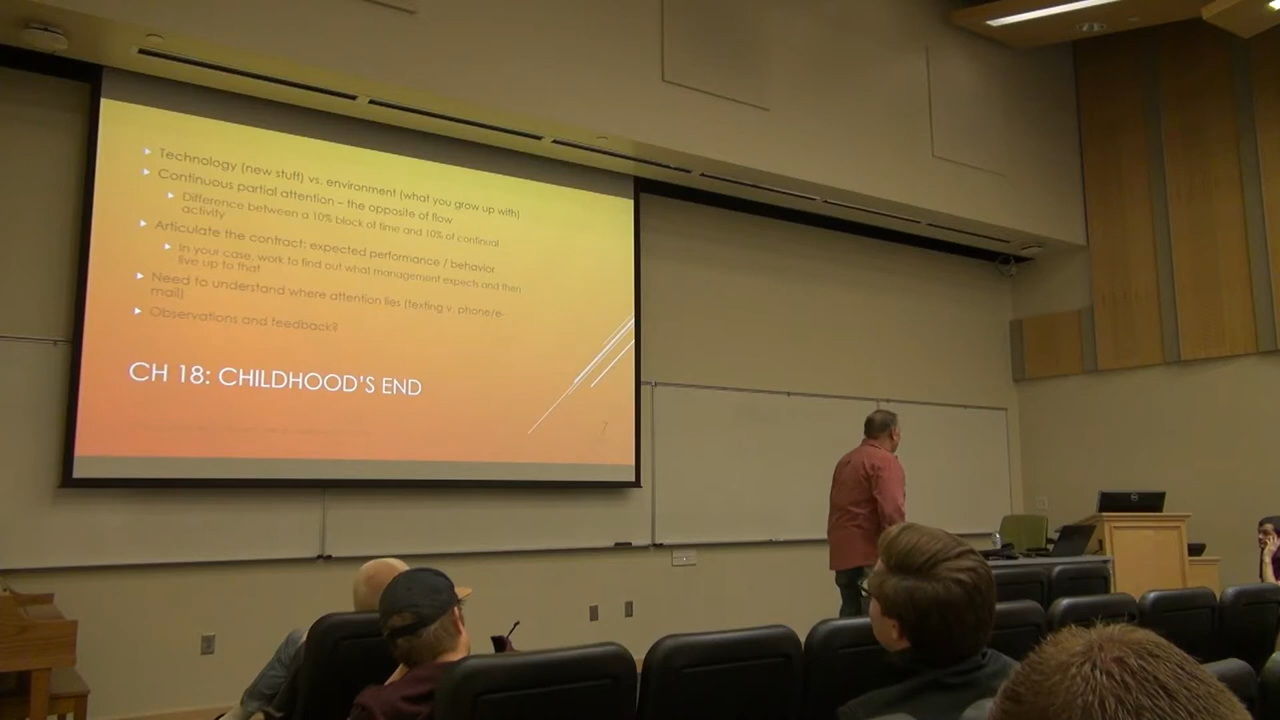 Technology (new stuff) vs. environment (what you grow up with)
Continuous partial attention – the opposite of flow
Difference between a 10% block of time and 10% of continual
activity
Articulate the contract: expected performance / behavior
In your case, work to find out what management expects and then
live up to that
Need to understand where attention lies (texting v. phone/e-
mail)
Observations and feedback?
CH 18: CHILDHOOD'S END
7